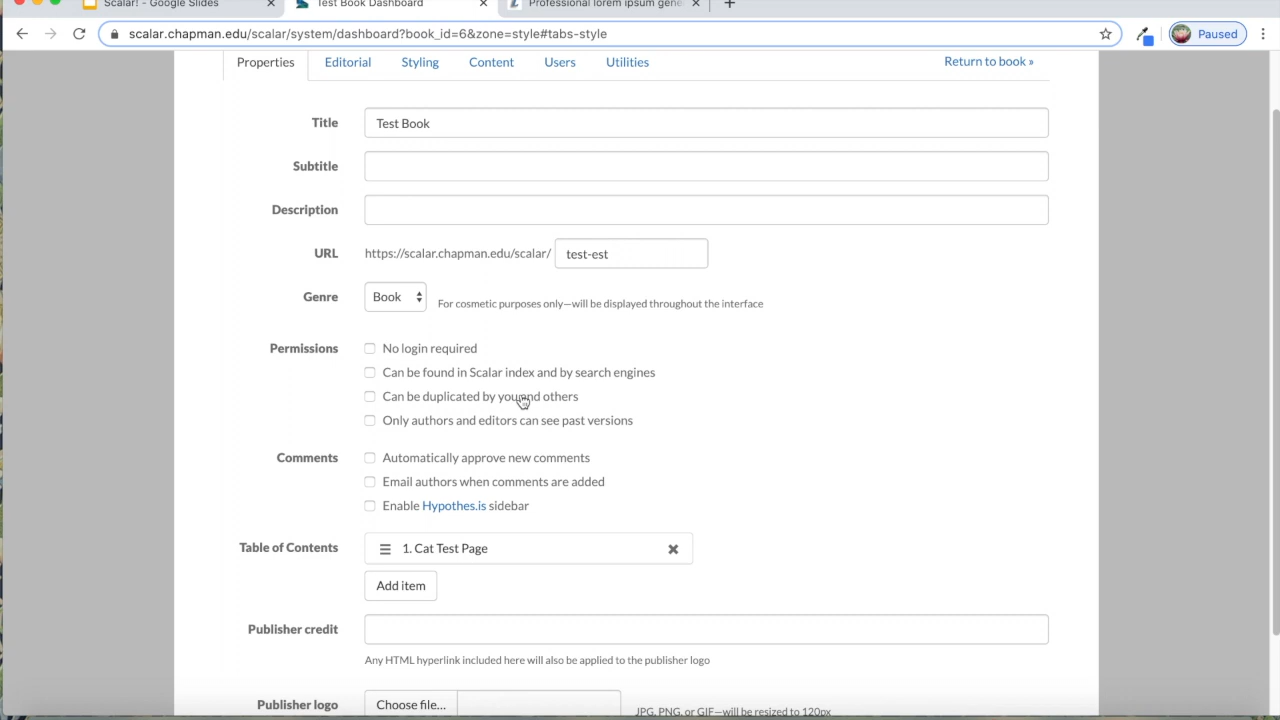 Scalar! - Google Slides
Test Book Dashboard
Professional lorem ipsum gene
scalar.chapman.edu/scalar/system/dashboard?book_id=6&zone=style#tabs-style
Paused
Properties
Editorial
Styling
Content
Users
Utilities
Return to book »
Title
Test Book
Subtitle
Description
URL
https://scalar.chapman.edu/scalar/
test-est
Genre
Book
For cosmetic purposes only—will be displayed throughout the interface
Permissions
No login required
Can be found in Scalar index and by search engines
Can be duplicated by you and others
Only authors and editors can see past versions
Comments
Automatically approve new comments
Email authors when comments are added
Enable Hypothes.is sidebar
Table of Contents
1. Cat Test Page
Add item
Publisher credit
Any HTML hyperlink included here will also be applied to the publisher logo
Publisher logo
Choose file...
JPG, PNG, or GIF—will be resized to 120px